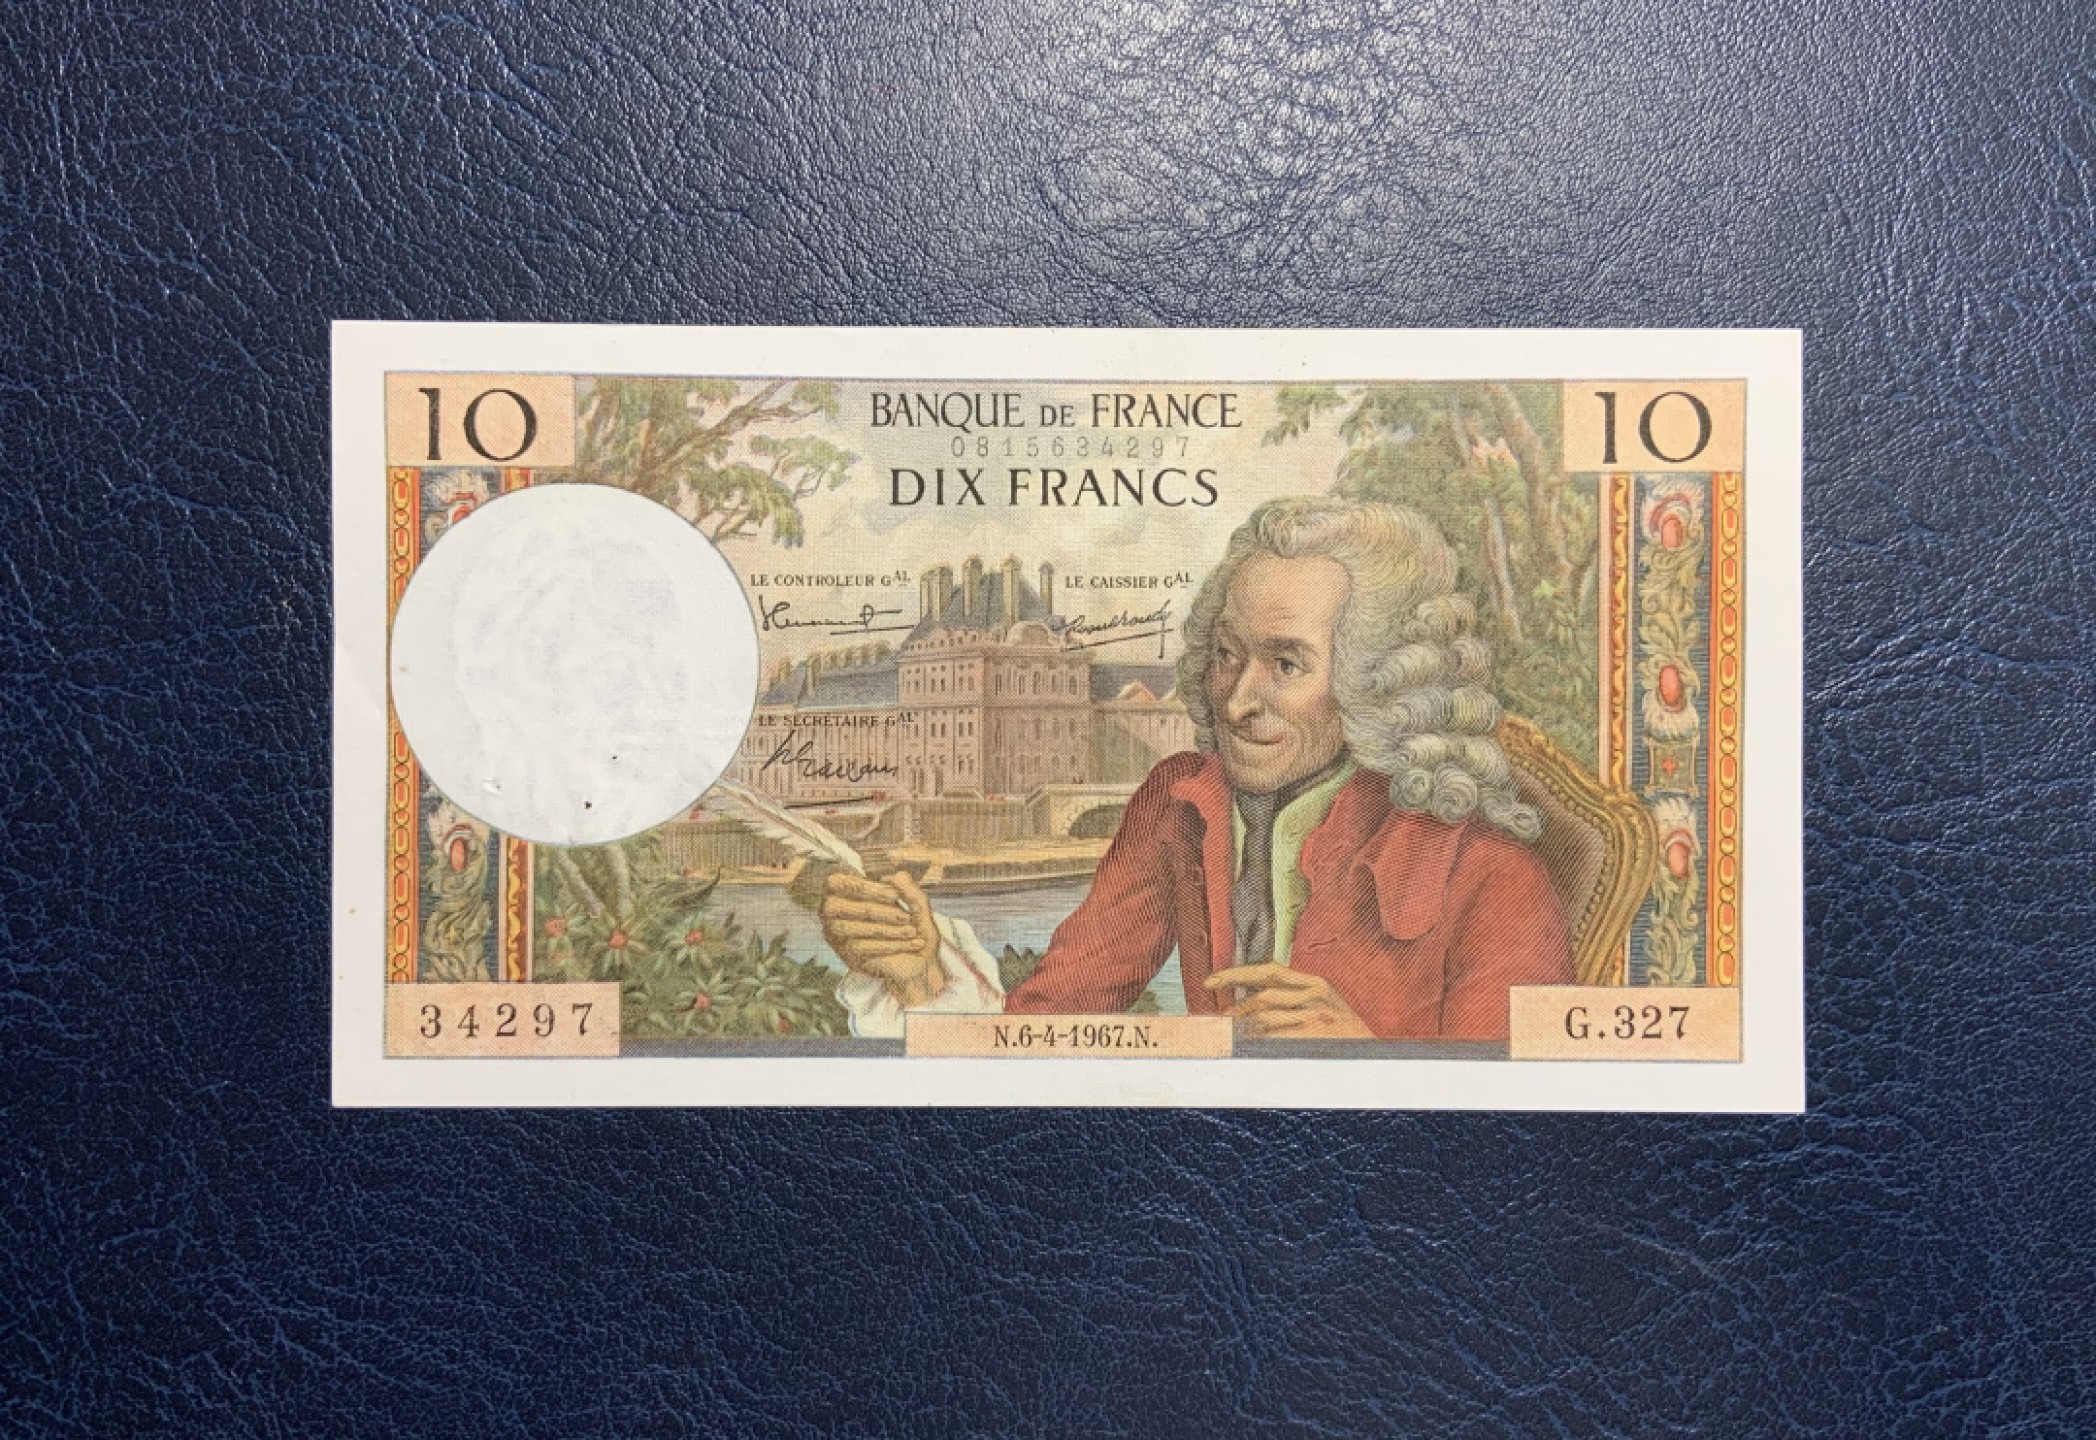 10
BANQUE DE FRANCE
10
0815634297
DIX FRANCS
LE CONTROLEUR GAL
LE CAISSIER GAL
LE SECRÉTAIRE GAL
34297
N.6-4-1967.N.
G.327